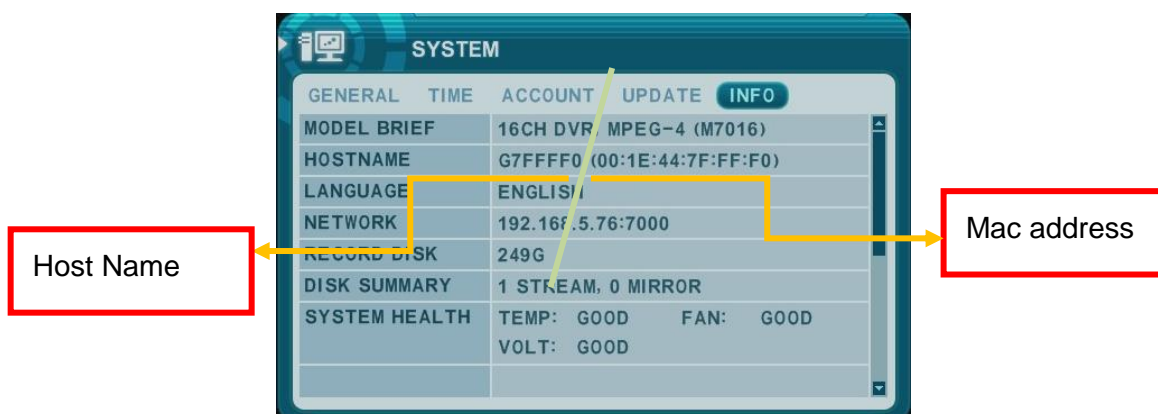 SYSTEM
GENERAL TIME ACCOUNT UPDATE INFO
MODEL BRIEF 16CH DVR, MPEG-4 (M7016)
HOSTNAME G7FFFF0 (00:1E:44:7F:FF:F0)
LANGUAGE ENGLISH
NETWORK 192.168.5.76:7000
RECORD DISK 249G
DISK SUMMARY 1 STREAM, 0 MIRROR
SYSTEM HEALTH TEMP: GOOD FAN: GOOD
VOLT: GOOD
Host Name
Mac address